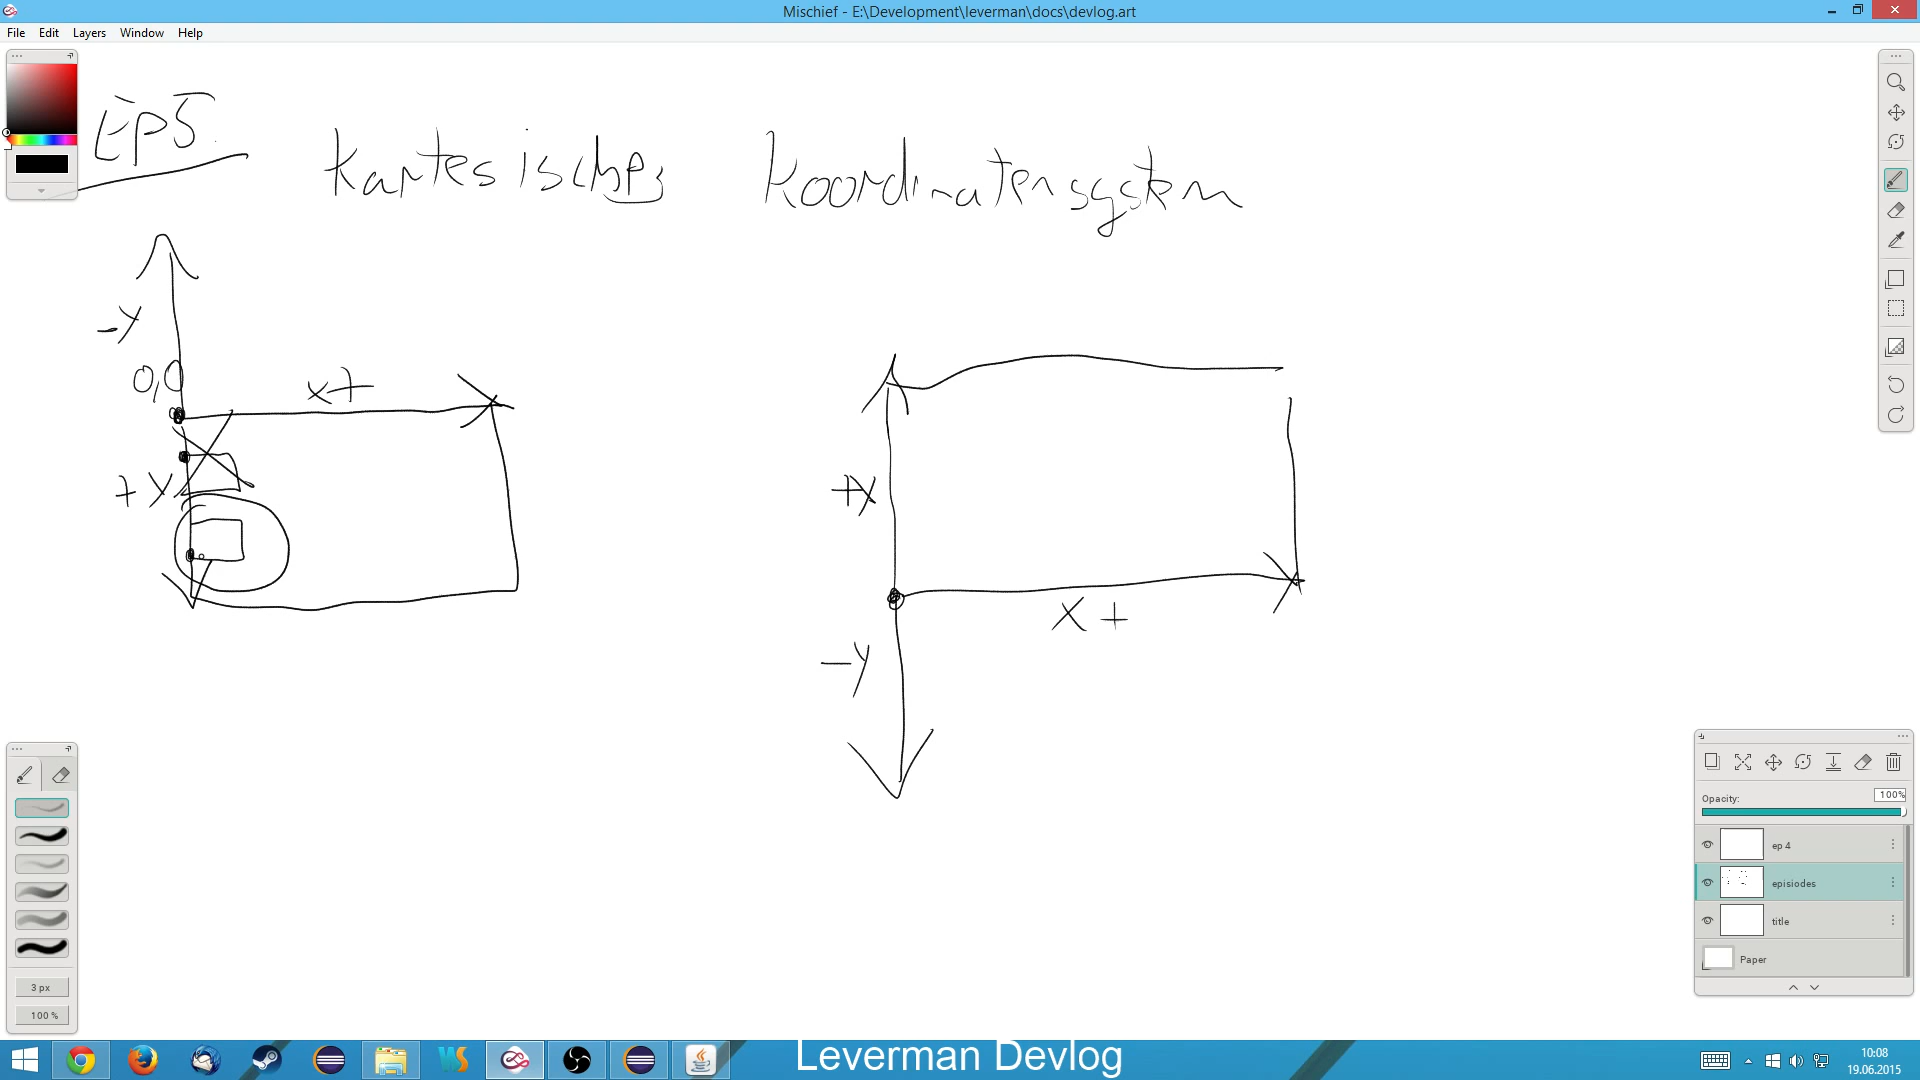 Mischief - E:\Development\leverman\docs\devlog.art
File Edit Layers Window Help
Ep5.
Kartesisches Koordinatensystem
-y
0,0
x+
+y
+y
x+
-y
3 px
100 %
Opacity: 100%
ep 4
episiodes
title
Paper
Leverman Devlog
10:08
19.06.2015